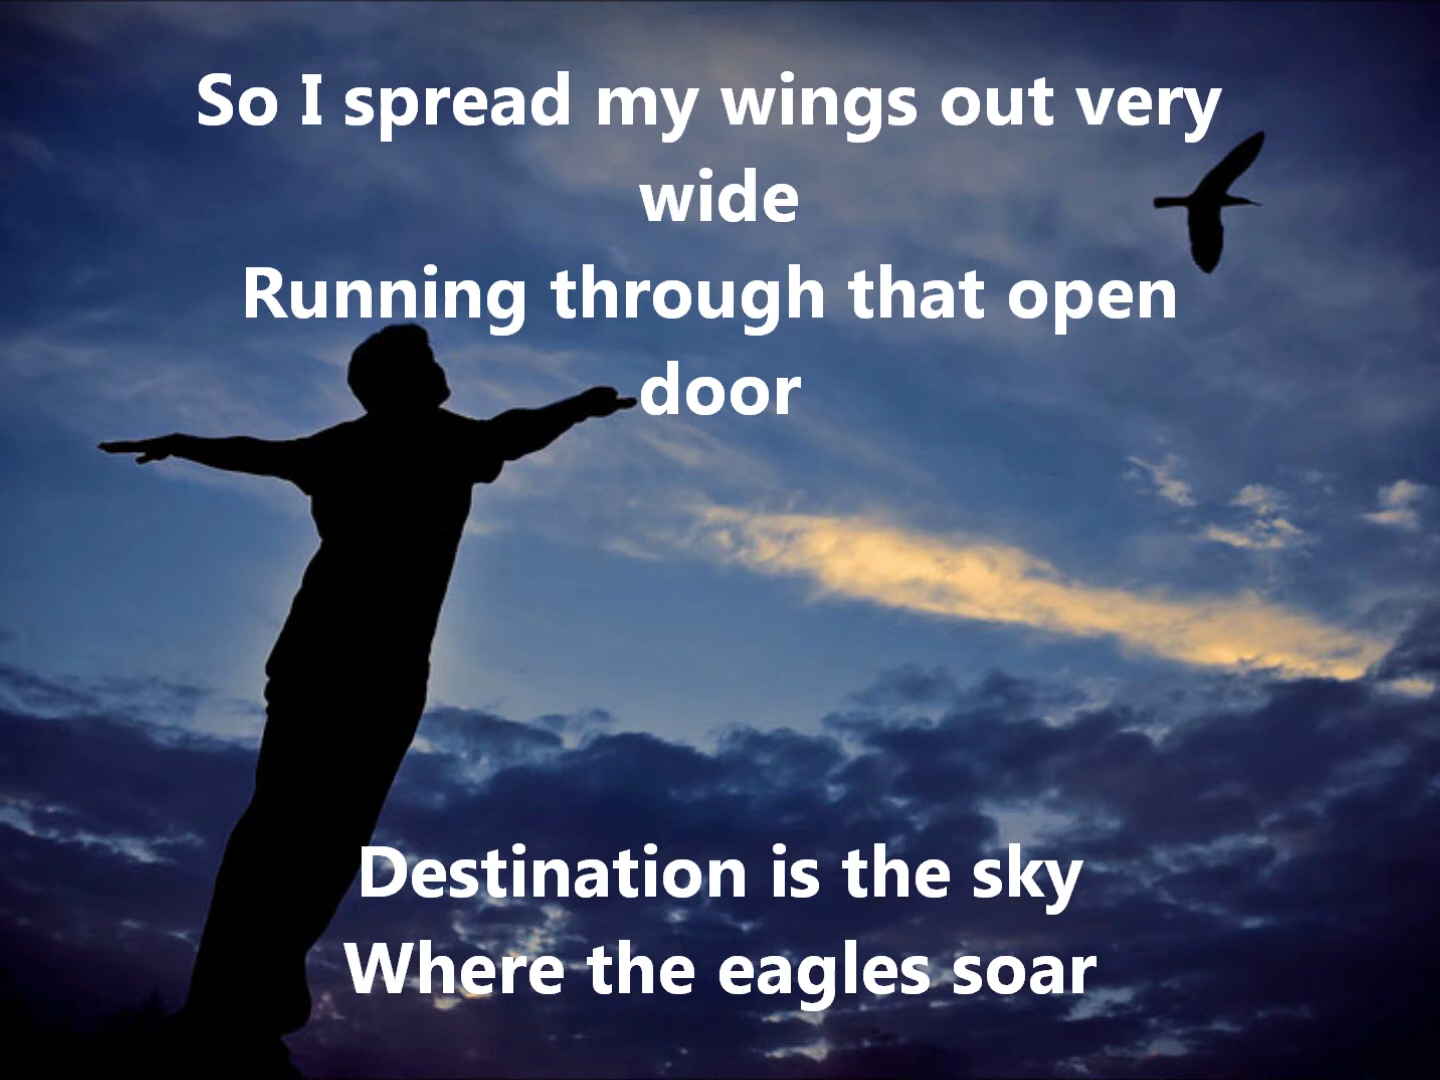 So I spread my wings out very
wide
Running through that open
door
Destination is the sky
Where the eagles soar